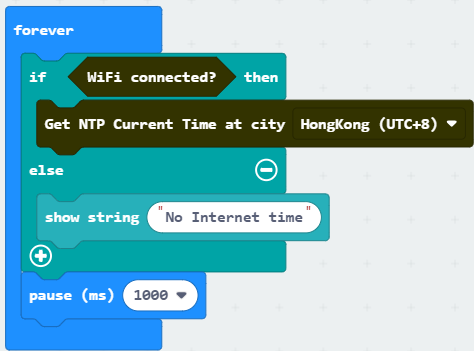 forever
if WiFi connected? then
Get NTP Current Time at city HongKong (UTC+8)
else
show string "No Internet time"
pause (ms) 1000